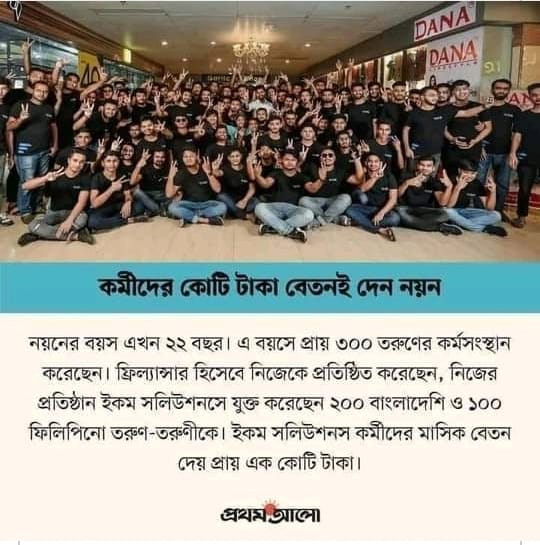 DANA
DANA
কর্মীদের কোটি টাকা বেতনই দেন নয়ন
নয়নের বয়স এখন ২২ বছর। এ বয়সে প্রায় ৩০০ তরুণের কর্মসংস্থান
করেছেন। ফ্রিল্যান্সার হিসেবে নিজেকে প্রতিষ্ঠিত করেছেন, নিজের
প্রতিষ্ঠান ইকম সলিউশনসে যুক্ত করেছেন ২০০ বাংলাদেশি ও ১০০
ফিলিপিনো তরুণ-তরুণীকে। ইকম সলিউশনস কর্মীদের মাসিক বেতন
দেয় প্রায় এক কোটি টাকা।
প্রথম আলো